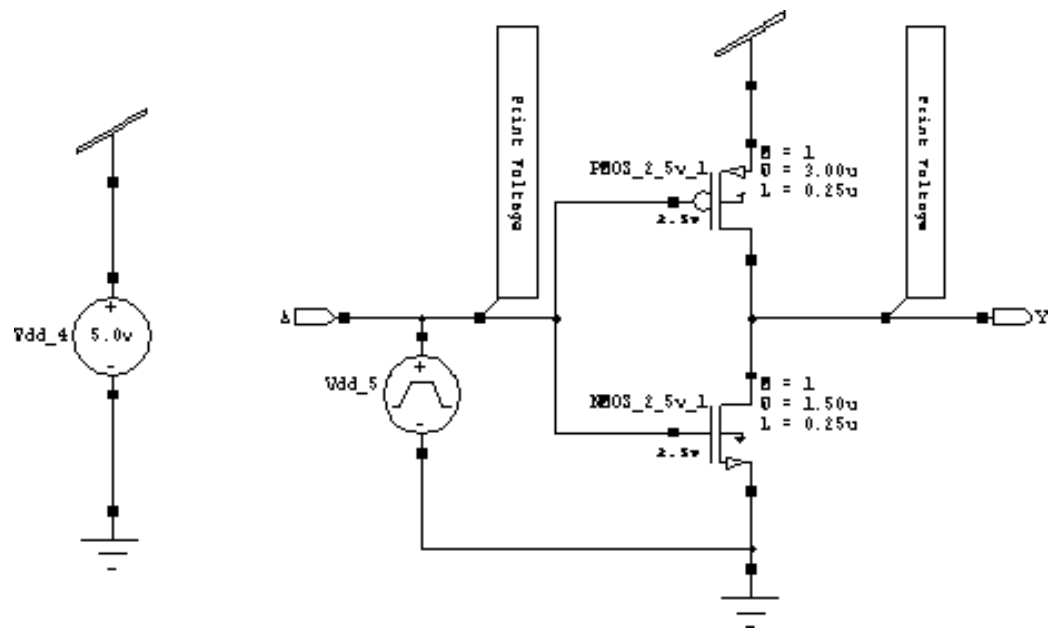 Print Voltage
Print Voltage
PMOS_2_5v_1
M = 1
W = 3.00u
L = 0.25u
2.5v
Vdd_4
5.0v
A
Y
Vdd_5
NMOS_2_5v_1
M = 1
W = 1.50u
L = 0.25u
2.5v
+
-
+
-